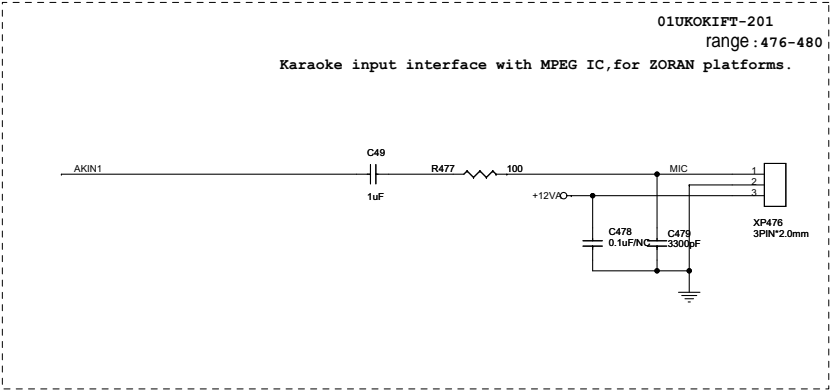 01UKOKIFT-201
range:476-480
Karaoke input interface with MPEG IC,for ZORAN platforms.
C49
AKIN1
R477
100
MIC
1
2
3
1uF
+12VA
XP476
3PIN*2.0mm
C478
0.1uF/NC
C479
3300pF